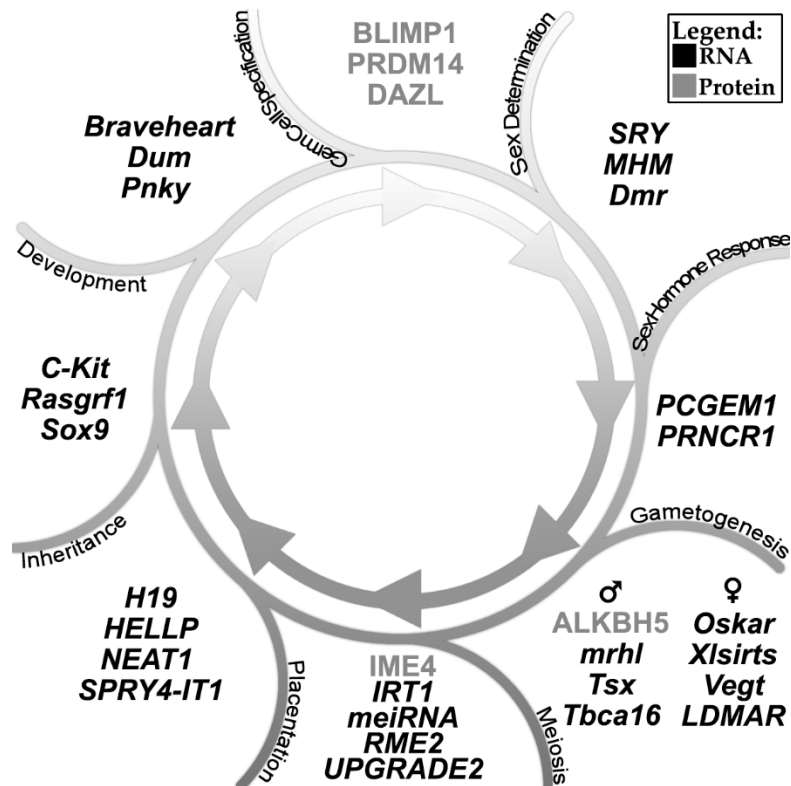 Legend:
RNA
Protein
Germ Cell Specification
BLIMP1
PRDM14
DAZL
Sex Determination
SRY
MHM
Dmr
Sex Hormone Response
PCGEM1
PRNCR1
Gametogenesis
♂
ALKBH5
mrhl
Tsx
Tbca16
♀
Oskar
Xlsirts
Vegt
LDMAR
Meiosis
IME4
IRT1
meiRNA
RME2
UPGRADE2
Placentation
H19
HELLP
NEAT1
SPRY4-IT1
Inheritance
C-Kit
Rasgrf1
Sox9
Development
Braveheart
Dum
Pnky